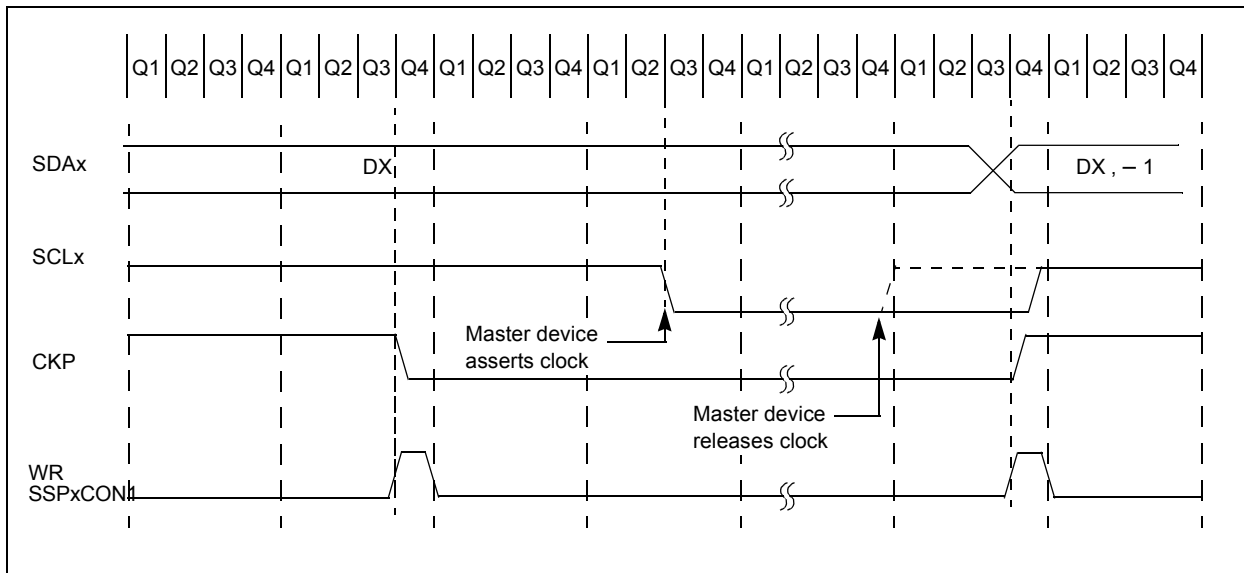 Q1 Q2 Q3 Q4 Q1 Q2 Q3 Q4 Q1 Q2 Q3 Q4 Q1 Q2 Q3 Q4 Q1 Q2 Q3 Q4 Q1 Q2 Q3 Q4 Q1 Q2 Q3 Q4
SDAx
DX
DX , – 1
SCLx
Master device
asserts clock
CKP
Master device
releases clock
WR
SSPxCON1